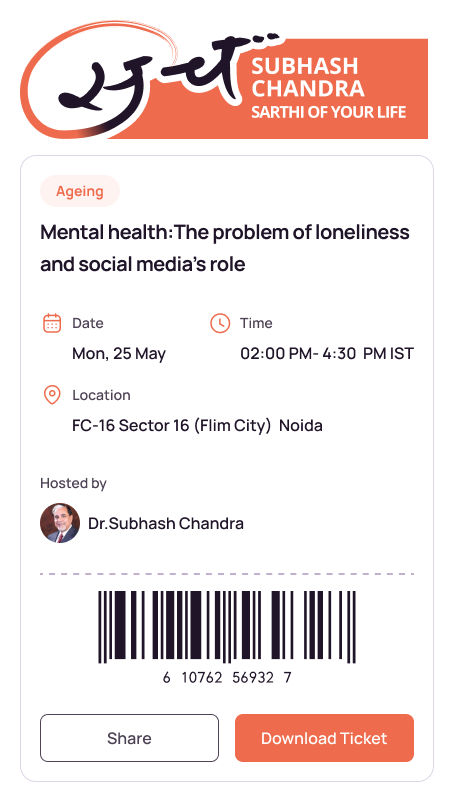 SUBHASH
CHANDRA
SARTHI OF YOUR LIFE
Ageing
Mental health:The problem of loneliness
and social media's role
Date
Time
Mon, 25 May
02:00 PM- 4:30 PM IST
Location
FC-16 Sector 16 (Flim City) Noida
Hosted by
Dr.Subhash Chandra
6 10762 56932 7
Share
Download Ticket